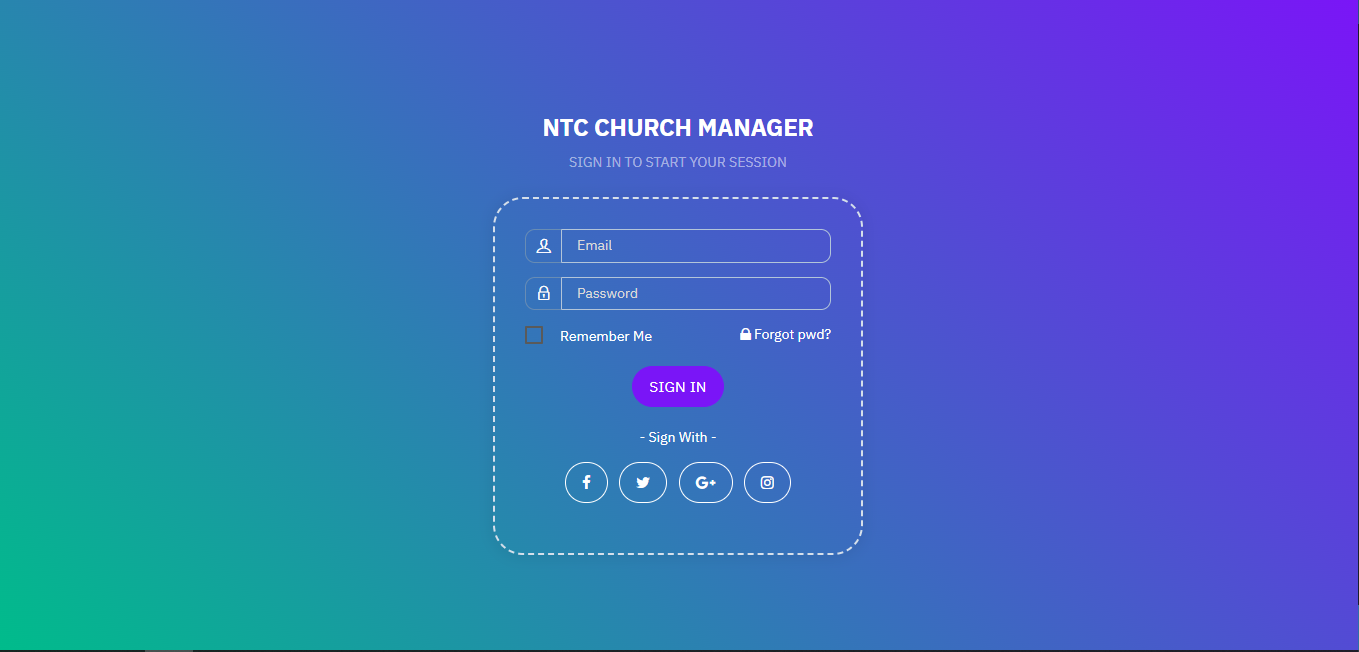 NTC CHURCH MANAGER
SIGN IN TO START YOUR SESSION
Email
Password
Remember Me Forgot pwd?
SIGN IN
- Sign With -